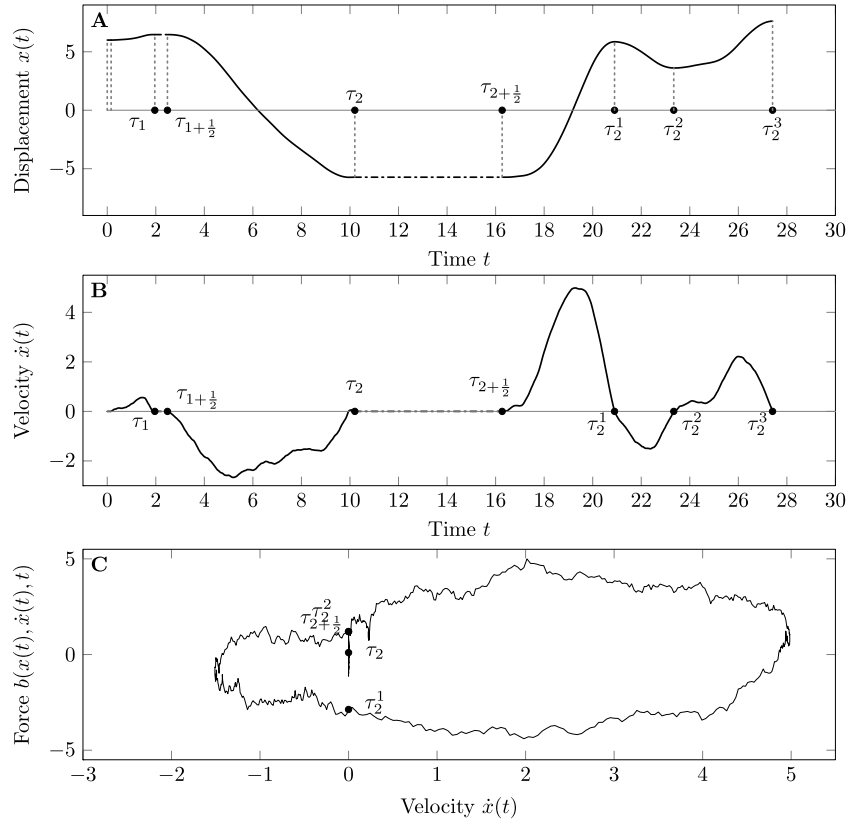 A
Displacement x(t)
5
0
−5
τ₁
τ₁₊½
τ₂
τ₂₊½
τ₂¹
τ₂²
τ₂³
0 2 4 6 8 10 12 14 16 18 20 22 24 26 28 30
Time t
B
Velocity ẋ(t)
4
2
0
−2
τ₁
τ₁₊½
τ₂
τ₂₊½
τ₂¹
τ₂²
τ₂³
0 2 4 6 8 10 12 14 16 18 20 22 24 26 28 30
Time t
C
Force b(x(t), ẋ(t), t)
5
0
−5
τ₂²
τ₂₊½
τ₂
τ₂¹
−3 −2 −1 0 1 2 3 4 5
Velocity ẋ(t)